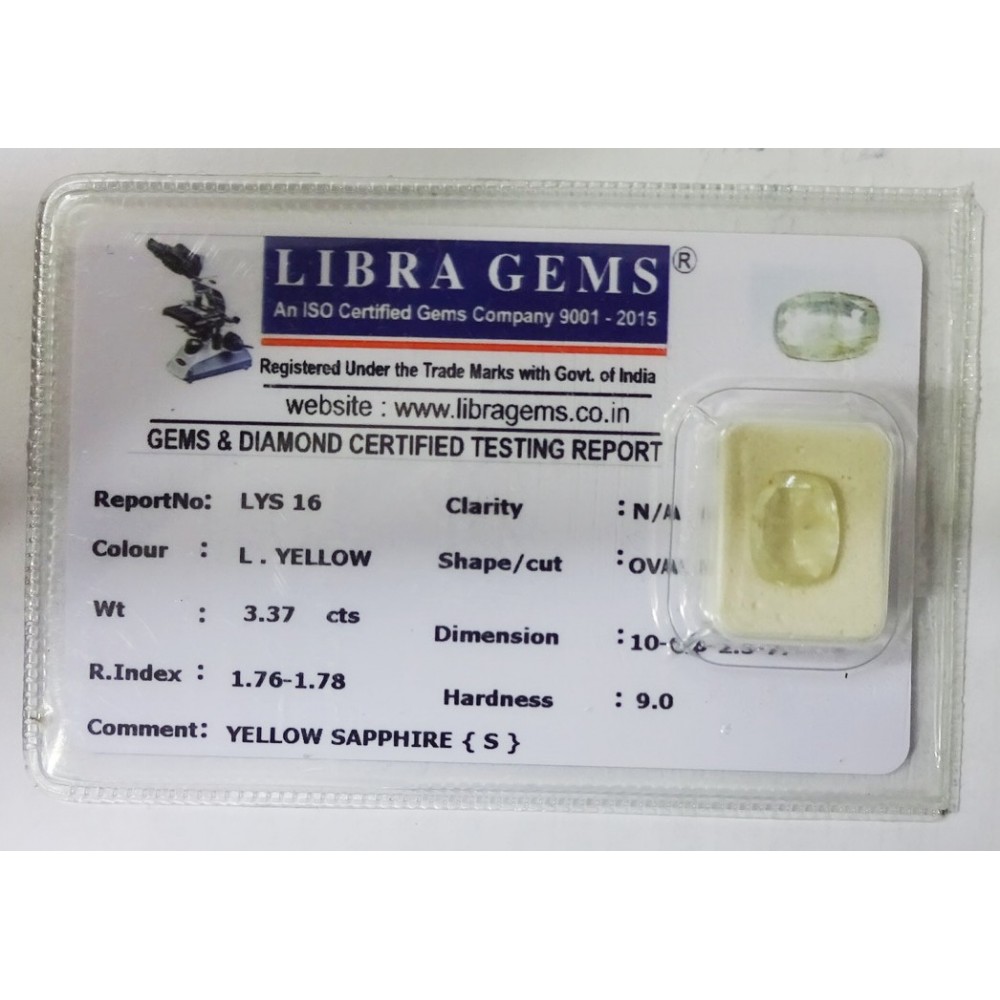 LIBRA GEMS ®
An ISO Certified Gems Company 9001 - 2015
Registered Under the Trade Marks with Govt. of India
website : www.libragems.co.in
GEMS & DIAMOND CERTIFIED TESTING REPORT
ReportNo: LYS 16
Colour : L . YELLOW
Wt : 3.37 cts
R.Index : 1.76-1.78
Comment: YELLOW SAPPHIRE { S }
Clarity : N/A
Shape/cut :
Dimension :
Hardness : 9.0